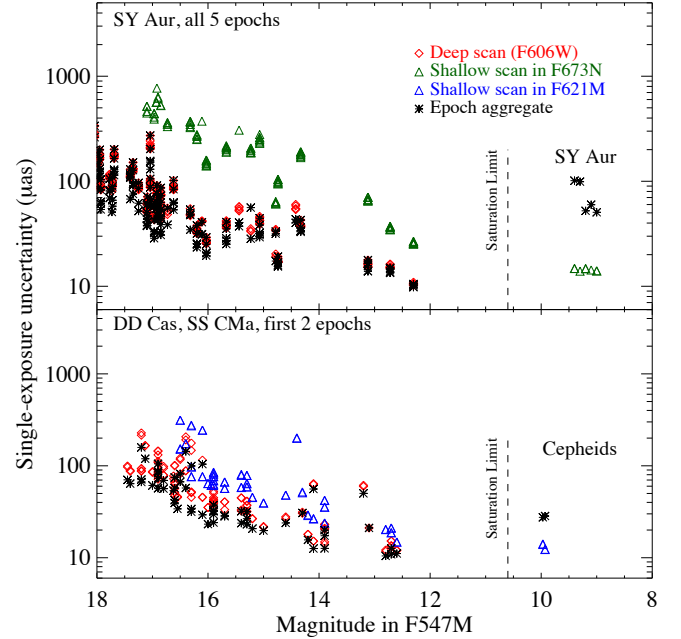 SY Aur, all 5 epochs
Deep scan (F606W)
Shallow scan in F673N
Shallow scan in F621M
Epoch aggregate
1000
100
10
Saturation Limit
SY Aur
DD Cas, SS CMa, first 2 epochs
1000
100
10
Saturation Limit
Cepheids
Single-exposure uncertainty (μas)
18 16 14 12 10 8
Magnitude in F547M